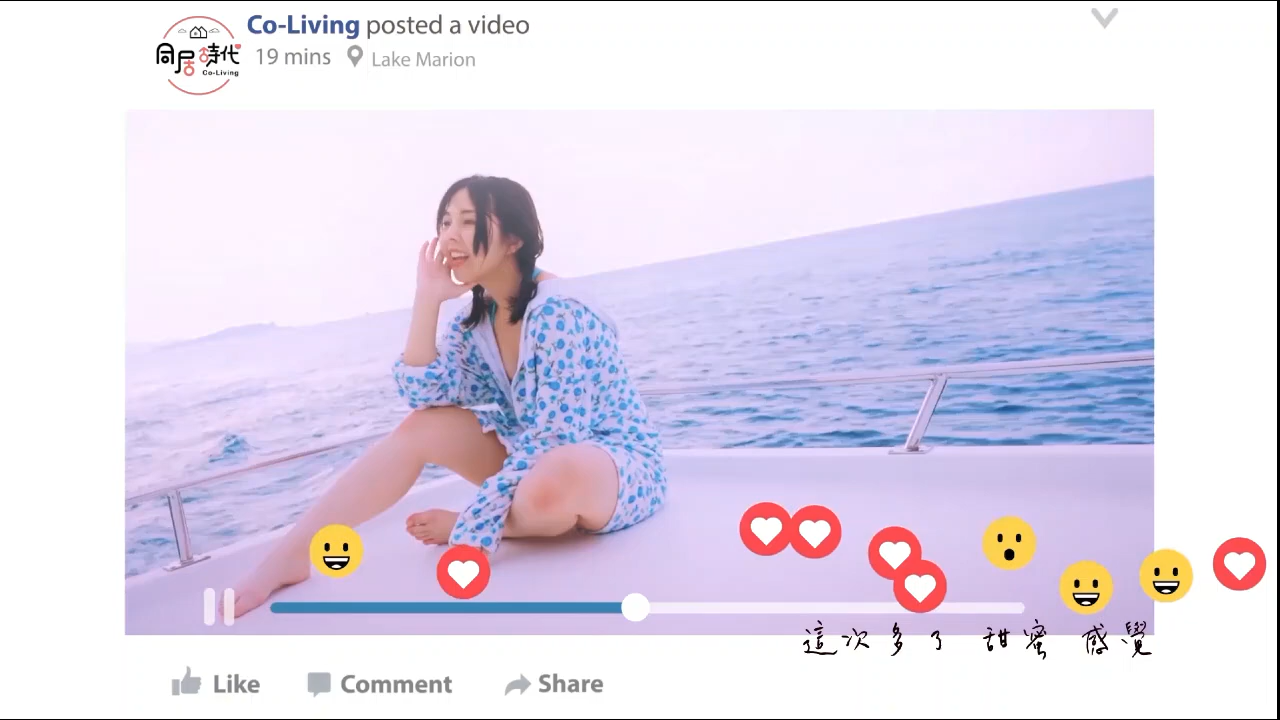 Co-Living posted a video
同居時代
Co-Living
19 mins Lake Marion
這次多了 甜蜜 感覺
Like Comment Share